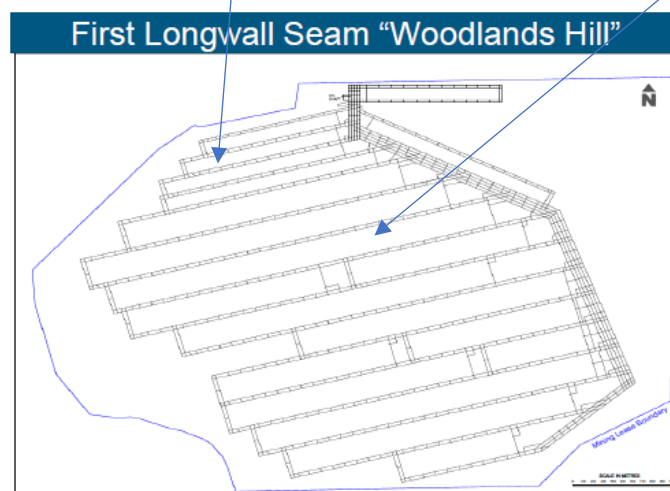 First Longwall Seam “Woodlands Hill”
N
Mining Lease Boundary
SCALE IN METRES